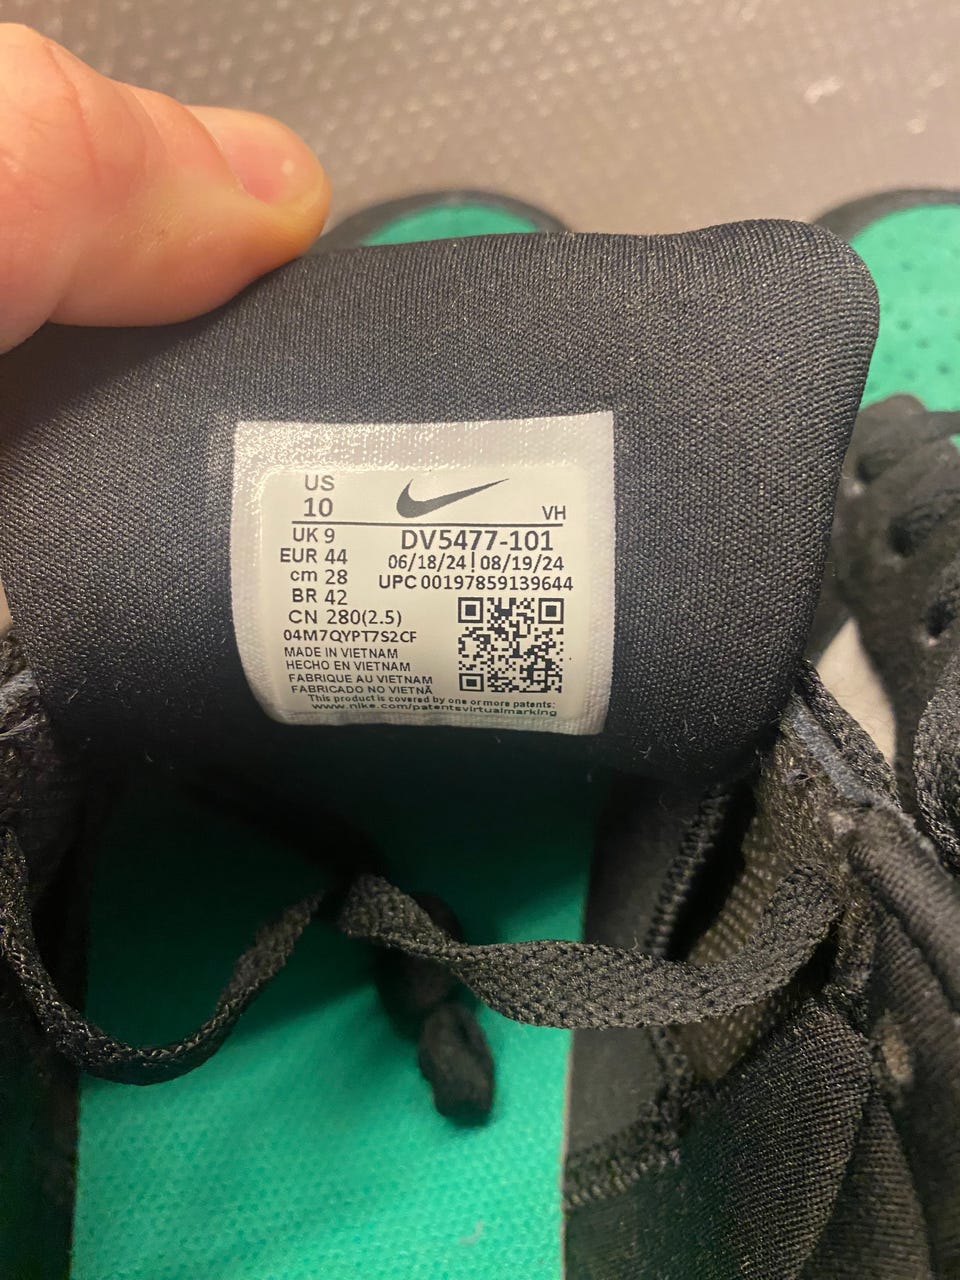 US
10
VH
UK 9
EUR 44
cm 28
BR 42
CN 280(2.5)
DV5477-101
06/18/24|08/19/24
UPC 00197859139644
04M7QYPT7S2CF
MADE IN VIETNAM
HECHO EN VIETNAM
FABRIQUE AU VIETNAM
FABRICADO NO VIETNÃ
This product is covered by one or more patents:
www.nike.com/patentsvirtualmarking